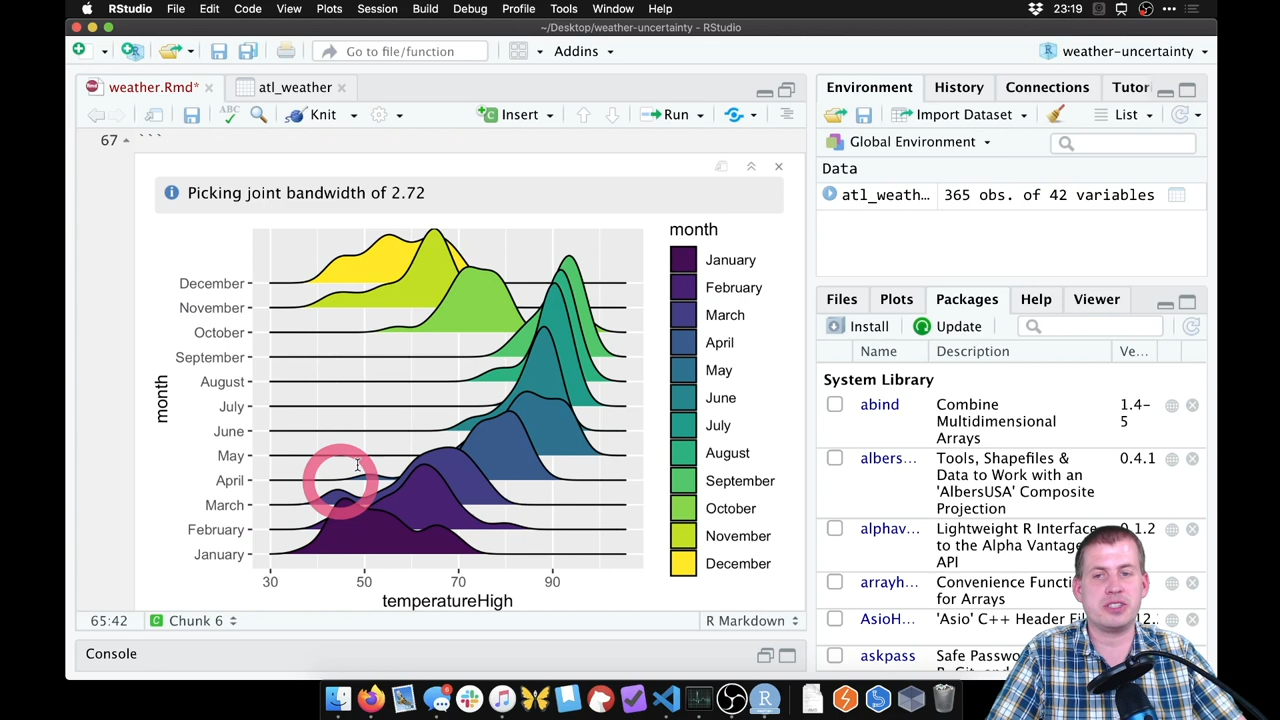 RStudio File Edit Code View Plots Session Build Debug Profile Tools Window Help 23:19
~/Desktop/weather-uncertainty - RStudio
Go to file/function Addins weather-uncertainty
weather.Rmd* atl_weather
ABC Knit Insert Run
67 ```
Picking joint bandwidth of 2.72
month
December
November
October
September
August
July
June
May
April
March
February
January
30 50 70 90
temperatureHigh
month
January
February
March
April
May
June
July
August
September
October
November
December
65:42 Chunk 6 R Markdown
Console
Environment History Connections Tutor
Import Dataset List
Global Environment
Data
atl_weath… 365 obs. of 42 variables
Files Plots Packages Help Viewer
Install Update
Name Description Ve…
System Library
abind Combine Multidimensional Arrays 1.4-5
albers… Tools, Shapefiles & Data to Work with an 'AlbersUSA' Composite Projection 0.4.1
alphav… Lightweight R Interface to the Alpha Vantage API 0.1.2
arrayh… Convenience Functi for Arrays
AsioH… 'Asio' C++ Header Fil
askpass Safe Passwo